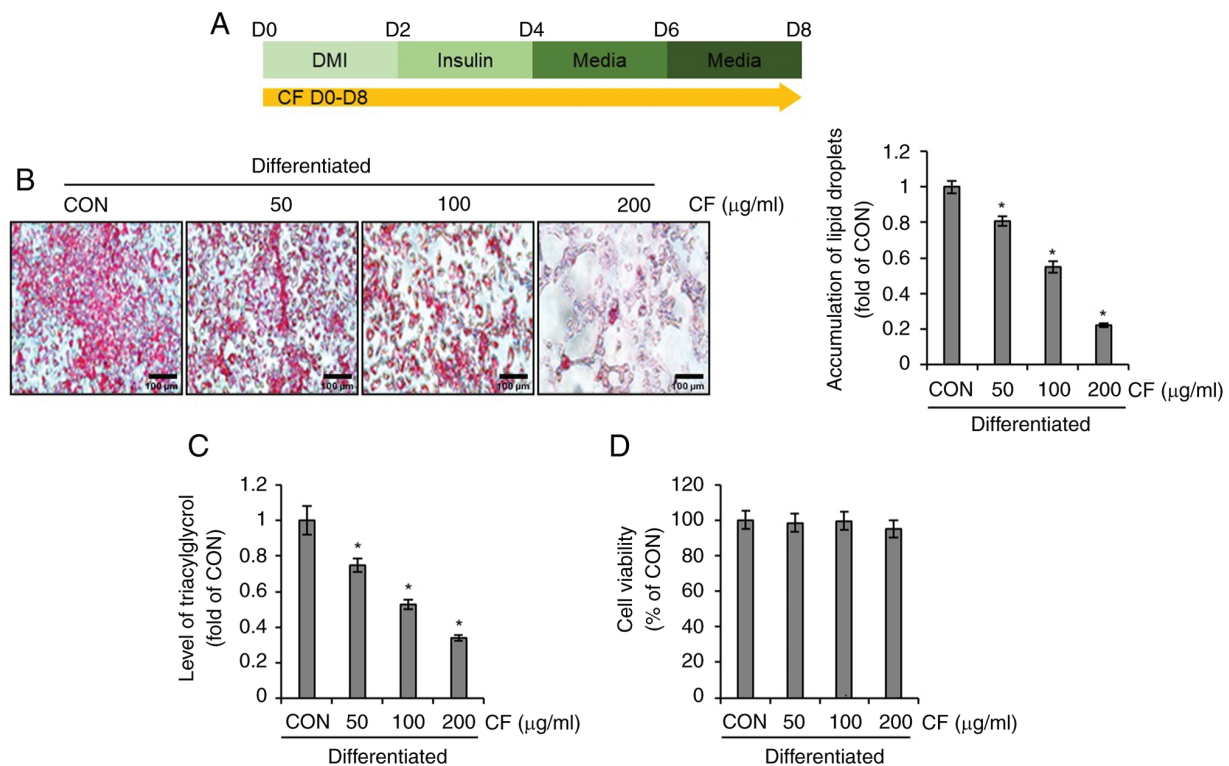 A
D0 D2 D4 D6 D8
DMI Insulin Media Media
CF D0-D8
B
Differentiated
CON 50 100 200 CF (μg/ml)
100 μm 100 μm 100 μm 100 μm
Accumulation of lipid droplets
(fold of CON)
1.2
1
0.8
0.6
0.4
0.2
0
* * *
CON 50 100 200 CF (μg/ml)
Differentiated
C
Level of triacylglycrol
(fold of CON)
1.2
1
0.8
0.6
0.4
0.2
0
* * *
CON 50 100 200 CF (μg/ml)
Differentiated
D
Cell viability
(% of CON)
120
100
80
60
40
20
0
CON 50 100 200 CF (μg/ml)
Differentiated